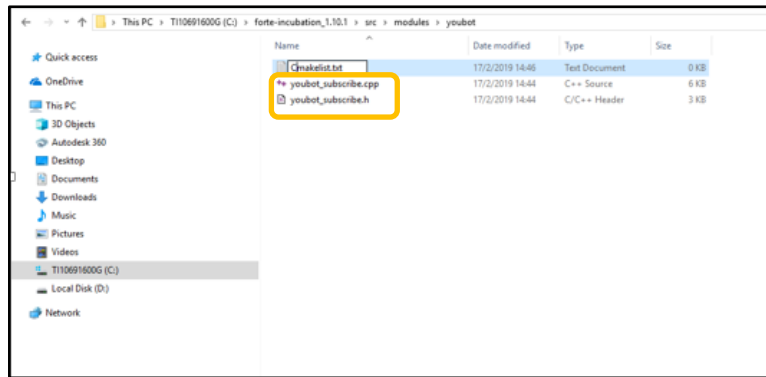 This PC > TI10691600G (C:) > forte-incubation_1.10.1 > src > modules > youbot
Name Date modified Type Size
Quick access
OneDrive
This PC
3D Objects
Autodesk 360
Desktop
Documents
Downloads
Music
Pictures
Videos
TI10691600G (C:)
Local Disk (D:)
Network
Cmakelist.txt 17/2/2019 14:46 Text Document 0 KB
youbot_subscribe.cpp 17/2/2019 14:44 C++ Source 6 KB
youbot_subscribe.h 17/2/2019 14:44 C/C++ Header 3 KB